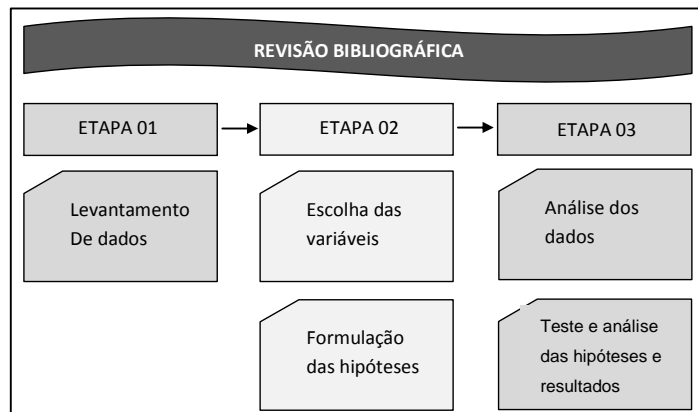 REVISÃO BIBLIOGRÁFICA
ETAPA 01
ETAPA 02
ETAPA 03
Levantamento
De dados
Escolha das
variáveis
Análise dos
dados
Formulação
das hipóteses
Teste e análise
das hipóteses e
resultados